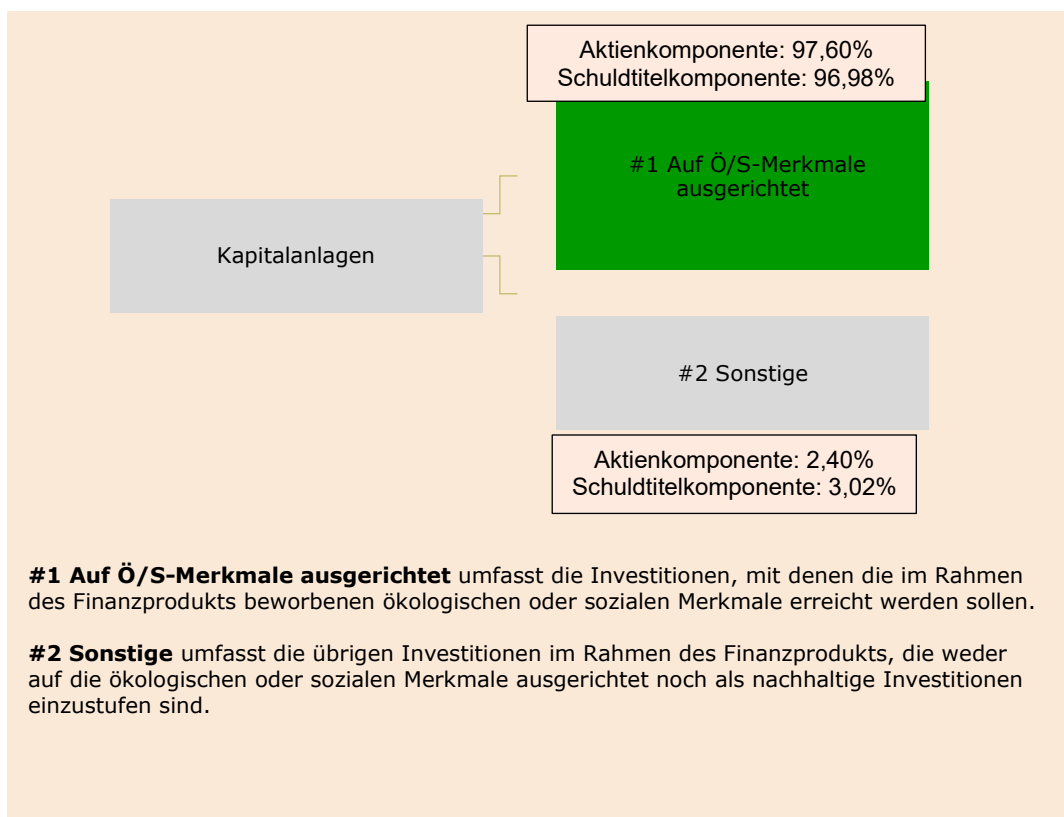 Aktienkomponente: 97,60%
Schuldtitelkomponente: 96,98%
#1 Auf Ö/S-Merkmale
ausgerichtet
Kapitalanlagen
#2 Sonstige
Aktienkomponente: 2,40%
Schuldtitelkomponente: 3,02%
#1 Auf Ö/S-Merkmale ausgerichtet umfasst die Investitionen, mit denen die im Rahmen
des Finanzprodukts beworbenen ökologischen oder sozialen Merkmale erreicht werden sollen.
#2 Sonstige umfasst die übrigen Investitionen im Rahmen des Finanzprodukts, die weder
auf die ökologischen oder sozialen Merkmale ausgerichtet noch als nachhaltige Investitionen
einzustufen sind.